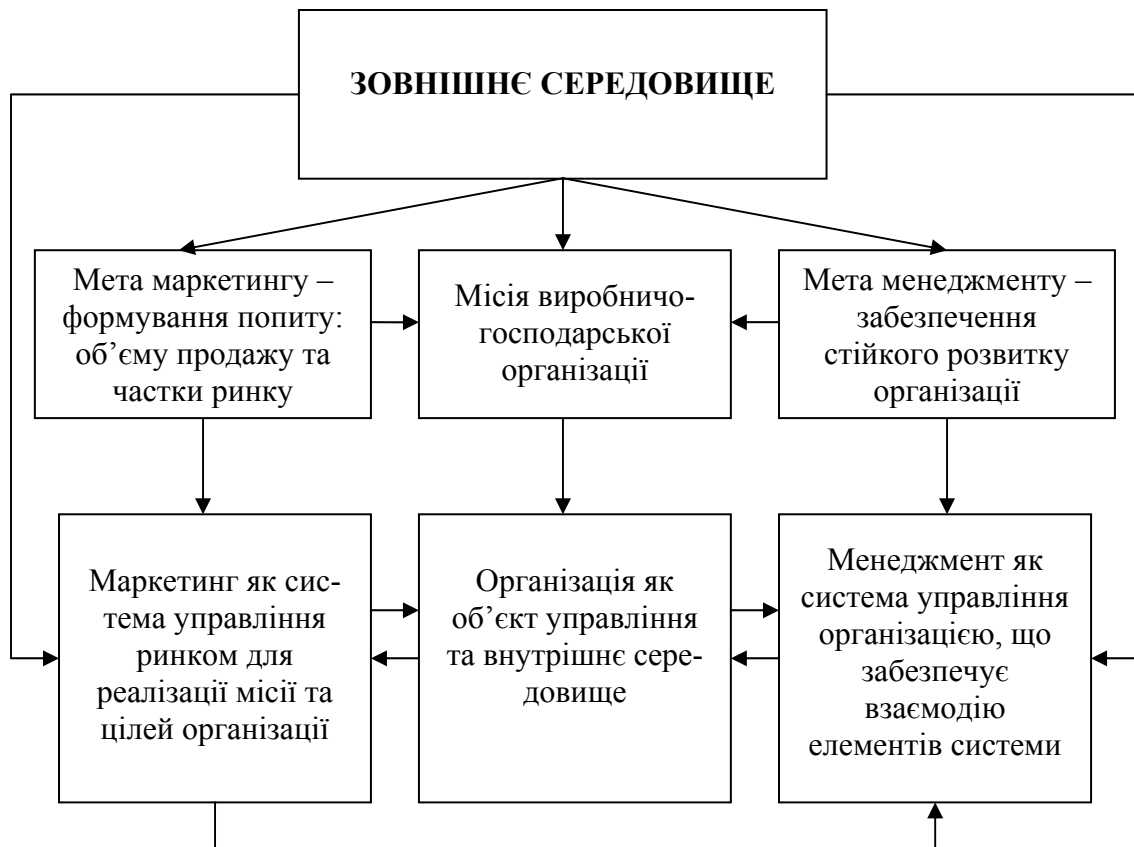 ЗОВНІШНЄ СЕРЕДОВИЩЕ
Мета маркетингу –
формування попиту:
об’єму продажу та
частки ринку
Місія виробничо-
господарської
організації
Мета менеджменту –
забезпечення
стійкого розвитку
організації
Маркетинг як сис-
тема управління
ринком для
реалізації місії та
цілей організації
Організація як
об’єкт управління
та внутрішнє сере-
довище
Менеджмент як
система управління
організацією, що
забезпечує
взаємодію
елементів системи